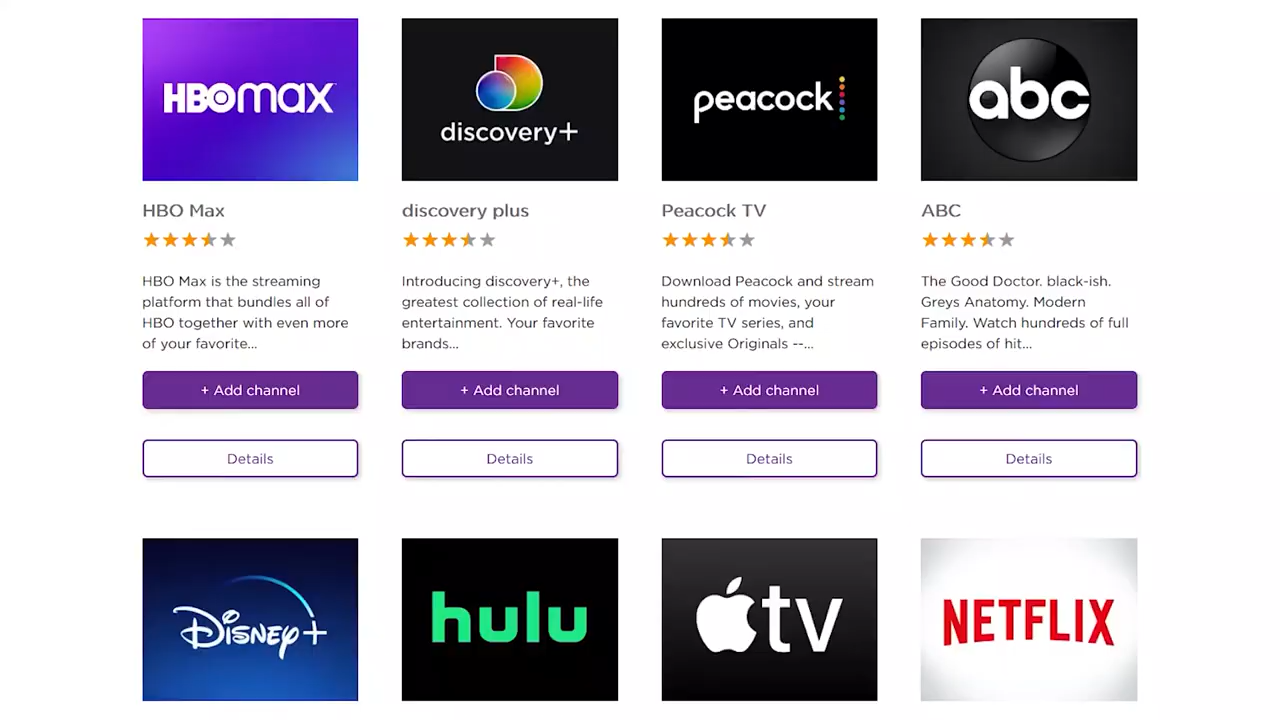 HBOmax
discovery+
peacock
abc
HBO Max
discovery plus
Peacock TV
ABC
HBO Max is the streaming
platform that bundles all of
HBO together with even more
of your favorite...
Introducing discovery+, the
greatest collection of real-life
entertainment. Your favorite
brands...
Download Peacock and stream
hundreds of movies, your
favorite TV series, and
exclusive Originals --...
The Good Doctor. black-ish.
Greys Anatomy. Modern
Family. Watch hundreds of full
episodes of hit...
+ Add channel
+ Add channel
+ Add channel
+ Add channel
Details
Details
Details
Details
Disney+
hulu
tv
NETFLIX